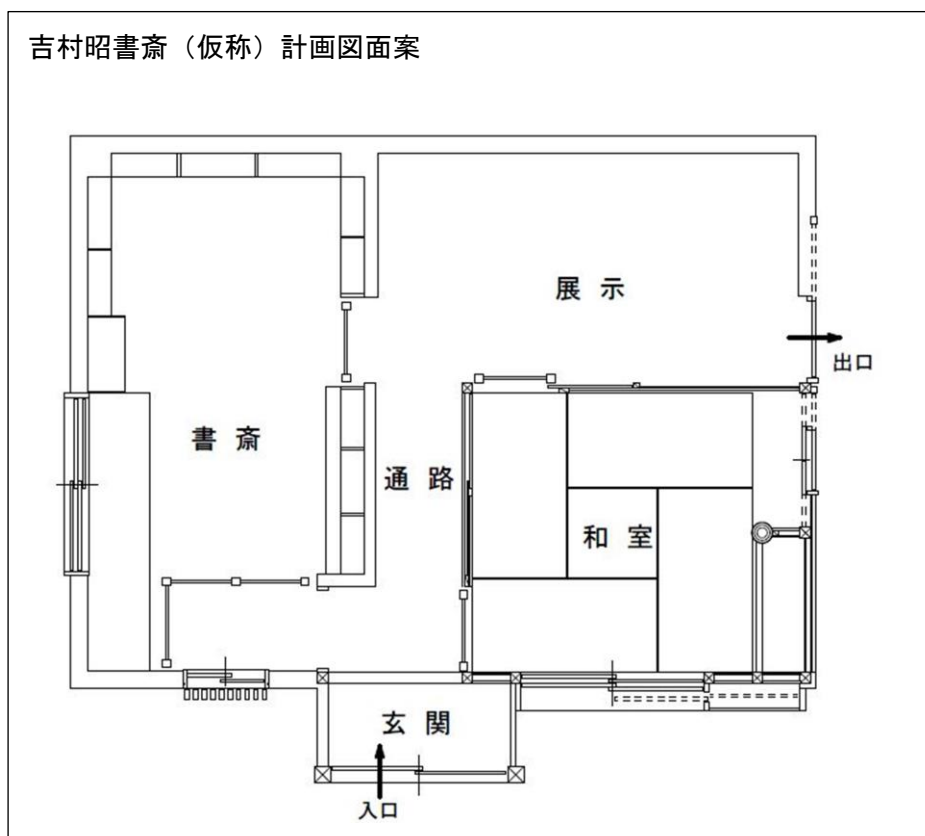 吉村昭書斎（仮称）計画図面案
展 示
出口
書 斎
通 路
和 室
玄 関
入口